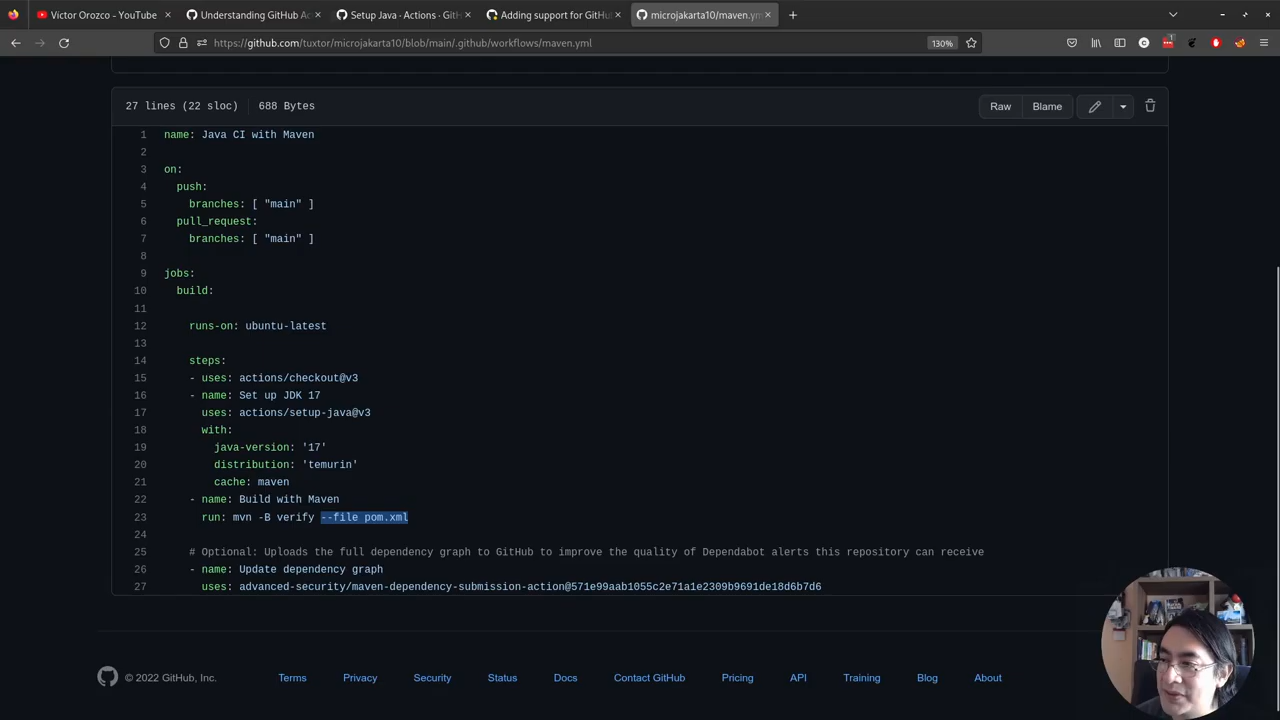 Victor Orozco - YouTube
Understanding GitHub Ac
Setup Java · Actions · GitH
Adding support for GitHub
microjakarta10/maven.ym
https://github.com/tuxtor/microjakarta10/blob/main/.github/workflows/maven.yml
130%
1
27 lines (22 sloc)
688 Bytes
Raw
Blame
1 name: Java CI with Maven
2
3 on:
4 push:
5 branches: [ "main" ]
6 pull_request:
7 branches: [ "main" ]
8
9 jobs:
10 build:
11
12 runs-on: ubuntu-latest
13
14 steps:
15 - uses: actions/checkout@v3
16 - name: Set up JDK 17
17 uses: actions/setup-java@v3
18 with:
19 java-version: '17'
20 distribution: 'temurin'
21 cache: maven
22 - name: Build with Maven
23 run: mvn -B verify --file pom.xml
24
25 # Optional: Uploads the full dependency graph to GitHub to improve the quality of Dependabot alerts this repository can receive
26 - name: Update dependency graph
27 uses: advanced-security/maven-dependency-submission-action@571e99aab1055c2e71a1e2309b9691de18d6b7d6
© 2022 GitHub, Inc.
Terms
Privacy
Security
Status
Docs
Contact GitHub
Pricing
API
Training
Blog
About